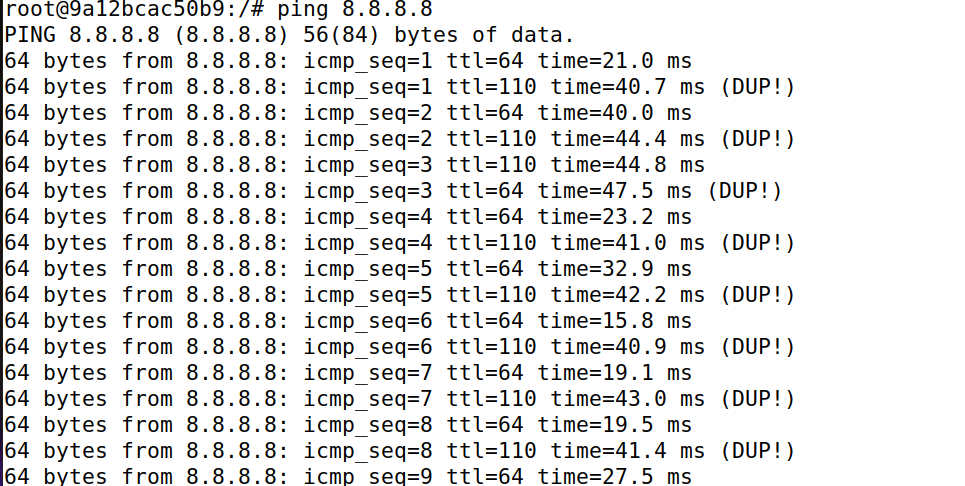 root@9a12bcac50b9:/# ping 8.8.8.8
PING 8.8.8.8 (8.8.8.8) 56(84) bytes of data.
64 bytes from 8.8.8.8: icmp_seq=1 ttl=64 time=21.0 ms
64 bytes from 8.8.8.8: icmp_seq=1 ttl=110 time=40.7 ms (DUP!)
64 bytes from 8.8.8.8: icmp_seq=2 ttl=64 time=40.0 ms
64 bytes from 8.8.8.8: icmp_seq=2 ttl=110 time=44.4 ms (DUP!)
64 bytes from 8.8.8.8: icmp_seq=3 ttl=110 time=44.8 ms
64 bytes from 8.8.8.8: icmp_seq=3 ttl=64 time=47.5 ms (DUP!)
64 bytes from 8.8.8.8: icmp_seq=4 ttl=64 time=23.2 ms
64 bytes from 8.8.8.8: icmp_seq=4 ttl=110 time=41.0 ms (DUP!)
64 bytes from 8.8.8.8: icmp_seq=5 ttl=64 time=32.9 ms
64 bytes from 8.8.8.8: icmp_seq=5 ttl=110 time=42.2 ms (DUP!)
64 bytes from 8.8.8.8: icmp_seq=6 ttl=64 time=15.8 ms
64 bytes from 8.8.8.8: icmp_seq=6 ttl=110 time=40.9 ms (DUP!)
64 bytes from 8.8.8.8: icmp_seq=7 ttl=64 time=19.1 ms
64 bytes from 8.8.8.8: icmp_seq=7 ttl=110 time=43.0 ms (DUP!)
64 bytes from 8.8.8.8: icmp_seq=8 ttl=64 time=19.5 ms
64 bytes from 8.8.8.8: icmp_seq=8 ttl=110 time=41.4 ms (DUP!)
64 bytes from 8.8.8.8: icmp_seq=9 ttl=64 time=27.5 ms